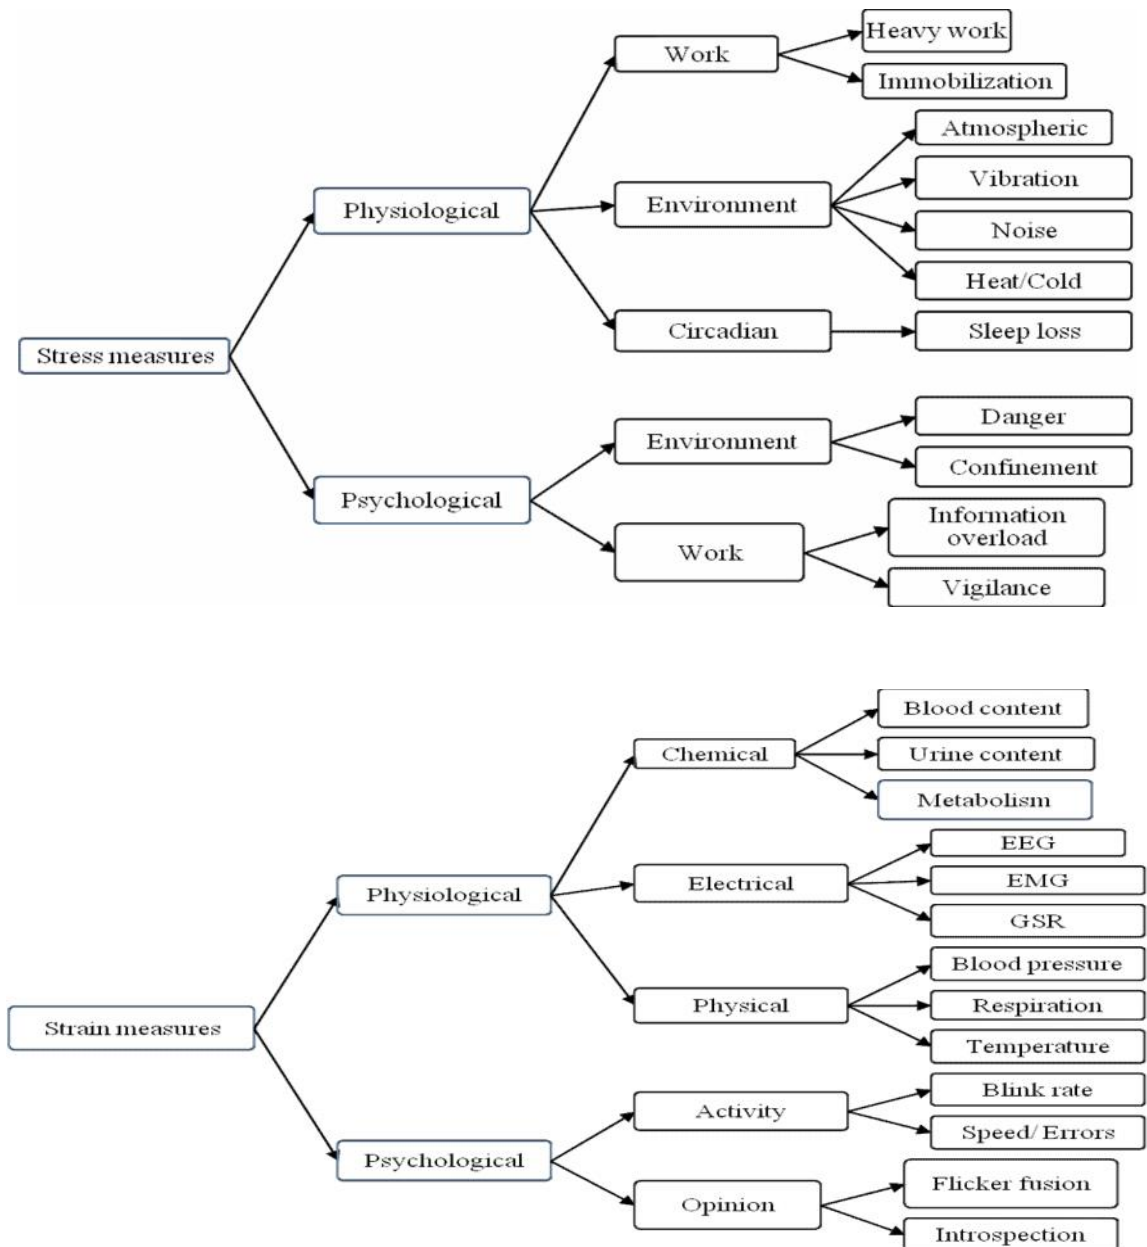 Heavy work
Work
Immobilization
Atmospheric
Vibration
Physiological
Environment
Noise
Heat/Cold
Circadian
Sleep loss
Stress measures
Danger
Environment
Confinement
Psychological
Information
overload
Work
Vigilance
Blood content
Chemical
Urine content
Metabolism
EEG
Physiological
Electrical
EMG
GSR
Blood pressure
Physical
Respiration
Strain measures
Temperature
Blink rate
Activity
Speed/ Errors
Psychological
Flicker fusion
Opinion
Introspection